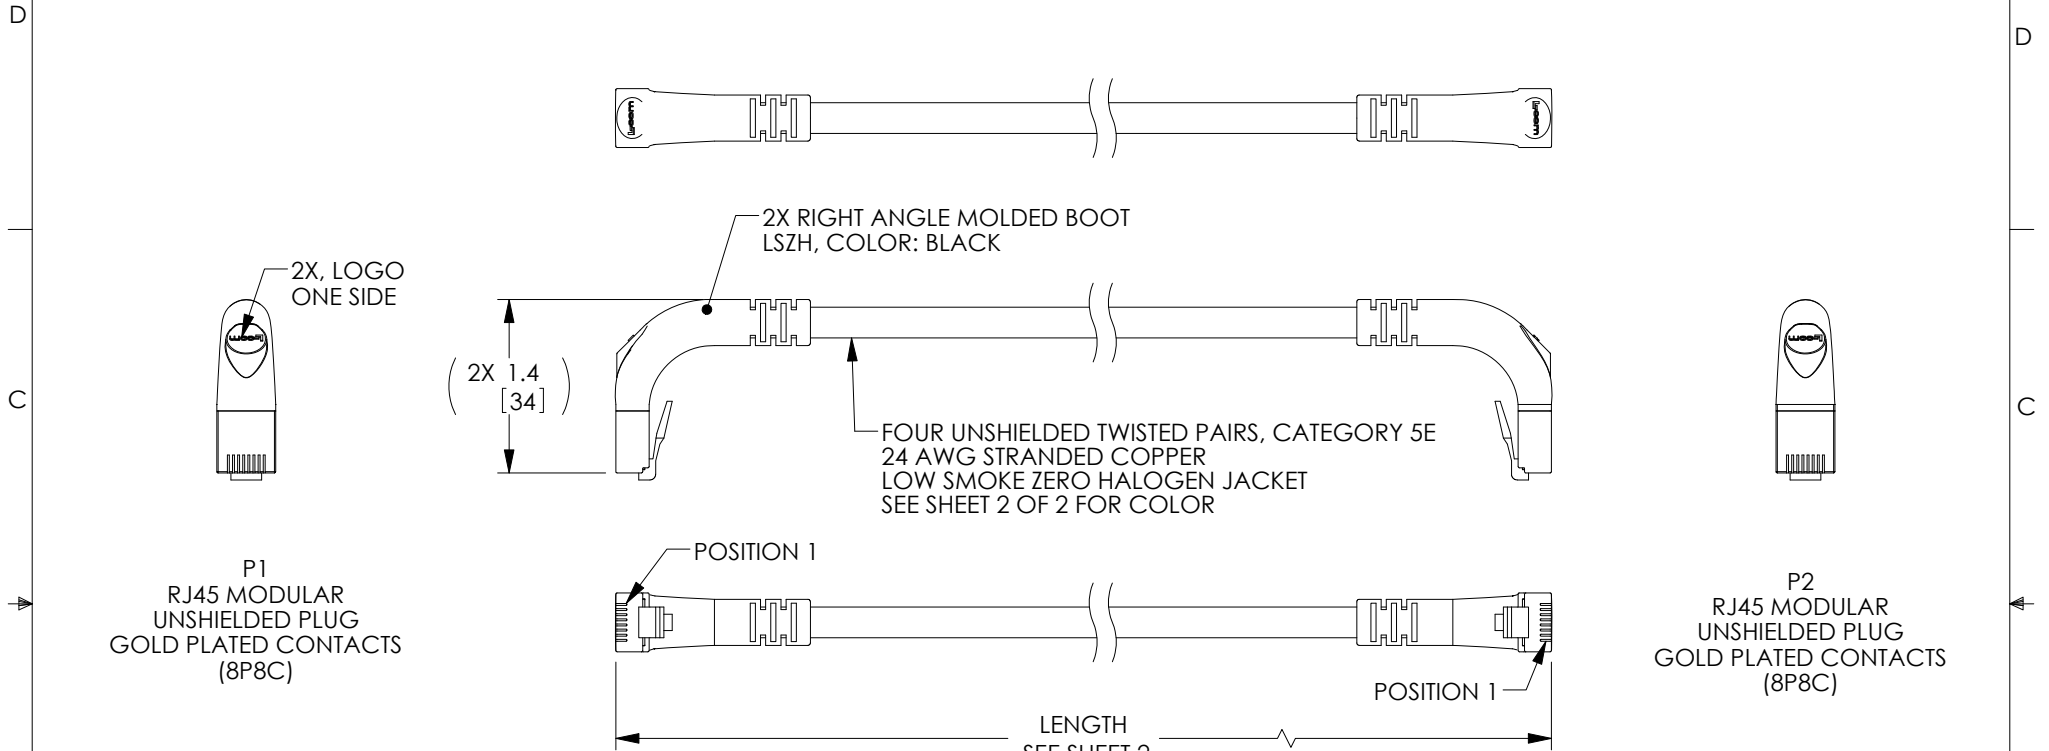 D
D
2X RIGHT ANGLE MOLDED BOOT
LSZH, COLOR: BLACK
2X, LOGO
ONE SIDE
2X 1.4
[34]
C
C
FOUR UNSHIELDED TWISTED PAIRS, CATEGORY 5E
24 AWG STRANDED COPPER
LOW SMOKE ZERO HALOGEN JACKET
SEE SHEET 2 OF 2 FOR COLOR
POSITION 1
P1
RJ45 MODULAR
UNSHIELDED PLUG
GOLD PLATED CONTACTS
(8P8C)
P2
RJ45 MODULAR
UNSHIELDED PLUG
GOLD PLATED CONTACTS
(8P8C)
POSITION 1
LENGTH
SEE SHEET 2